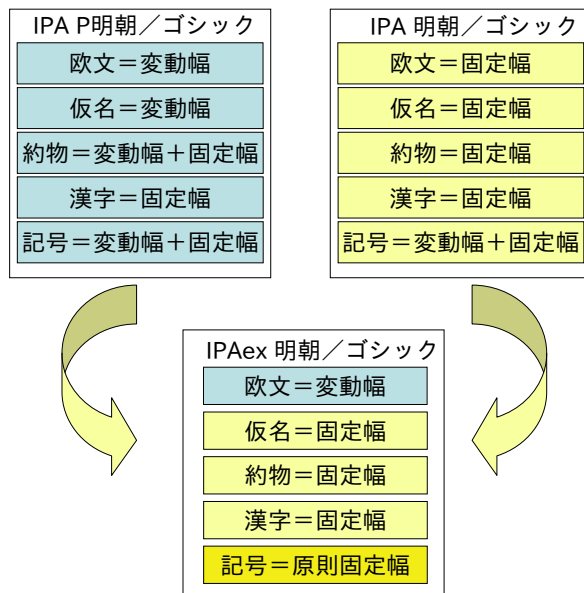 IPA P明朝／ゴシック
欧文＝変動幅
仮名＝変動幅
約物＝変動幅＋固定幅
漢字＝固定幅
記号＝変動幅＋固定幅
IPA 明朝／ゴシック
欧文＝固定幅
仮名＝固定幅
約物＝固定幅
漢字＝固定幅
記号＝変動幅＋固定幅
IPAex 明朝／ゴシック
欧文＝変動幅
仮名＝固定幅
約物＝固定幅
漢字＝固定幅
記号＝原則固定幅